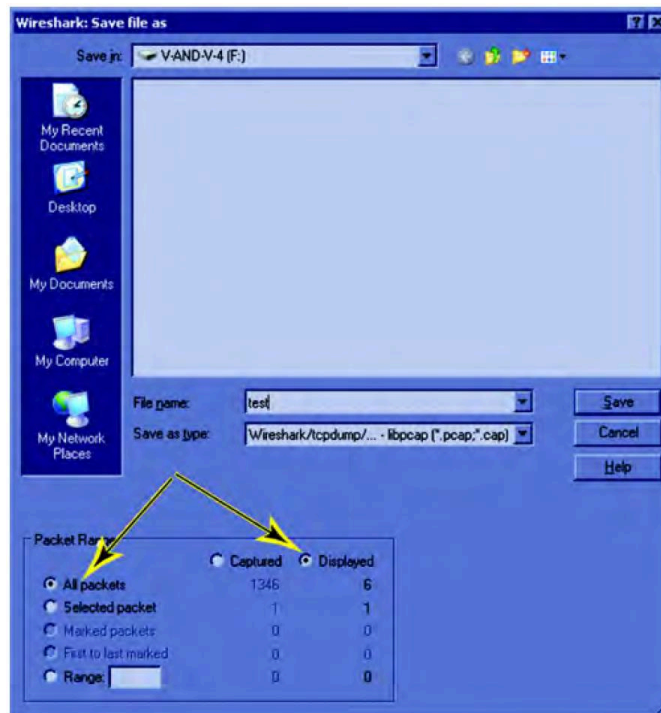 Wireshark: Save file as
Save in: V-AND-V-4 (F:)
My Recent
Documents
Desktop
My Documents
My Computer
My Network
Places
File name: test Save
Save as type: Wireshark/tcpdump/... - libpcap (*.pcap;*.cap) Cancel
Help
Packet Range
Captured Displayed
All packets 1346 6
Selected packet 1 1
Marked packets 0 0
First to last marked 0 0
Range: 0 0